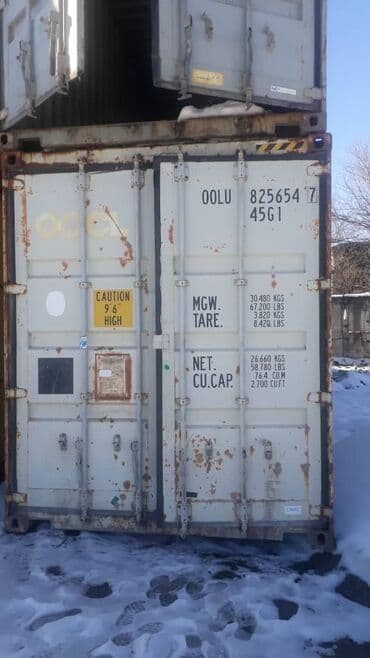 OOLU 825654 7
45G1
OOCL
CAUTION
9'6"
HIGH
MGW. 30.480 KGS
67.200 LBS
TARE. 3.820 KGS
8.420 LBS
NET. 26.660 KGS
58.780 LBS
CU.CAP. 76.4 CU.M
2.700 CU.FT